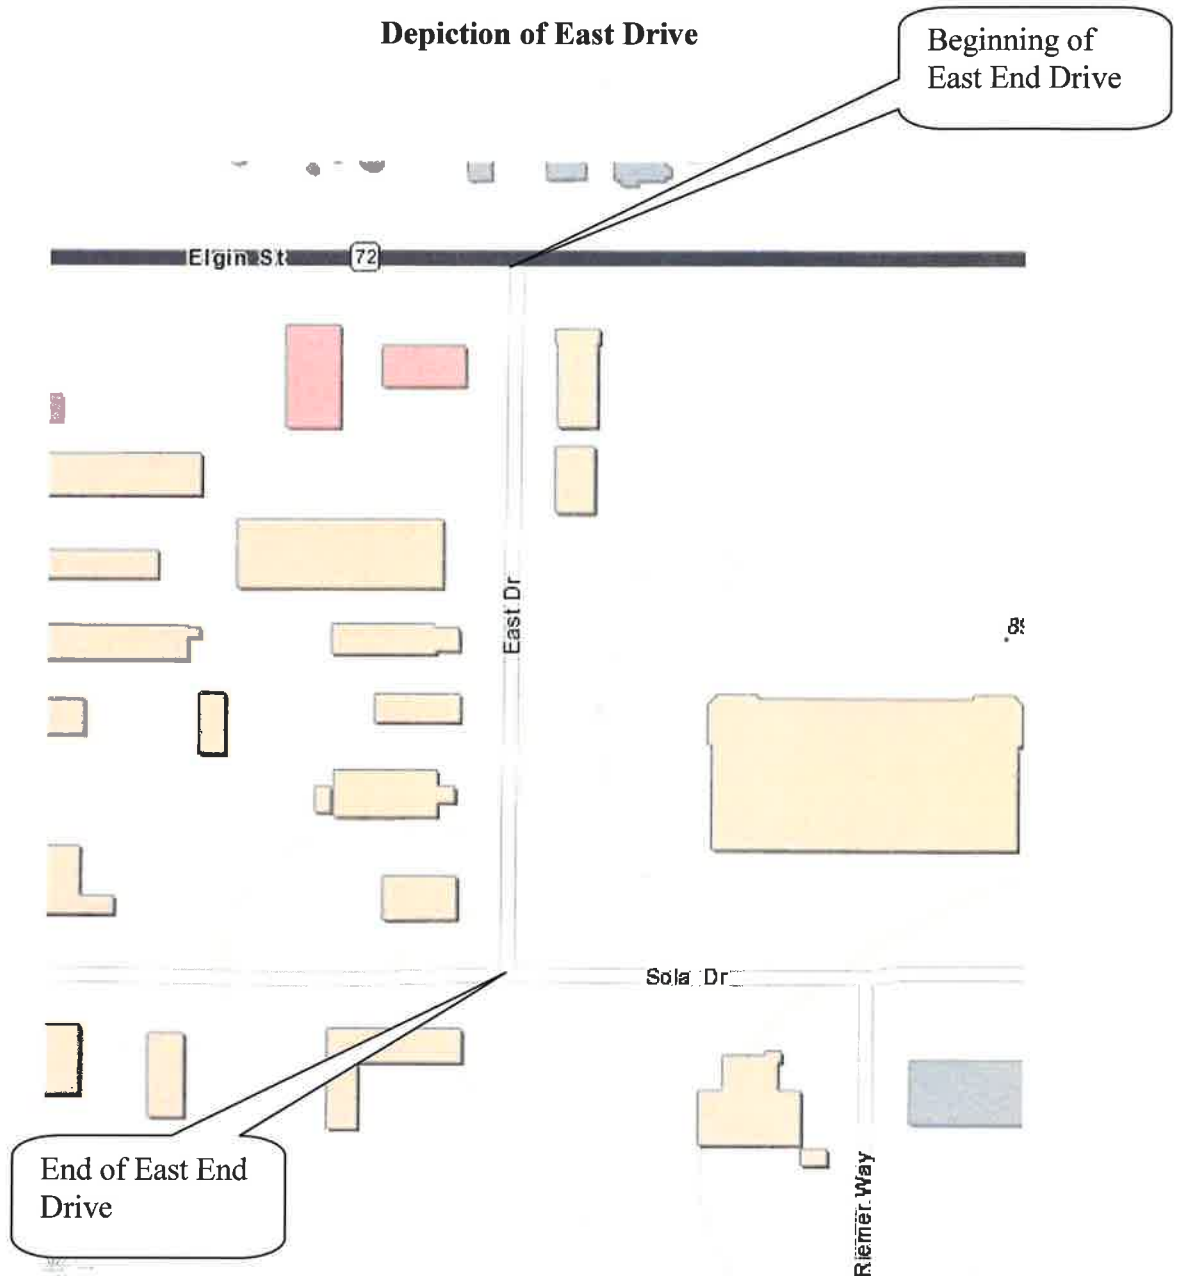 Depiction of East Drive
Beginning of
East End Drive
Elgin St
72
East Dr
Sola Dr
End of East End
Drive
Riemer Way